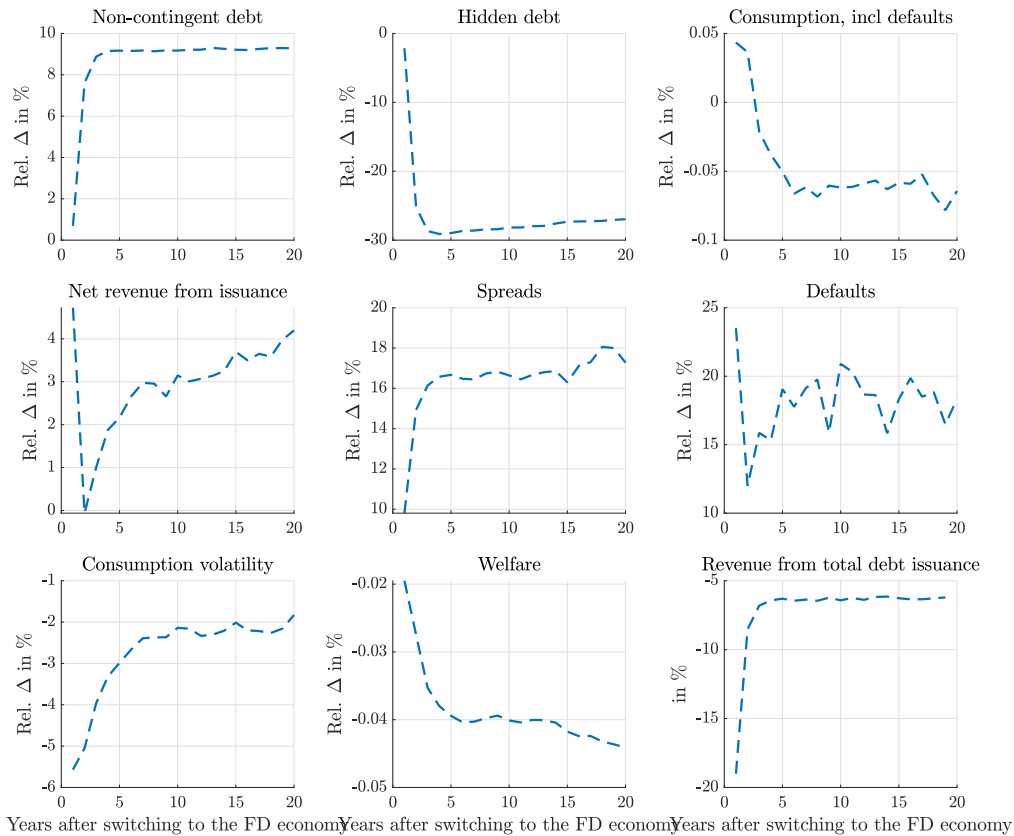 Non-contingent debt
Hidden debt
Consumption, incl defaults
Rel. Δ in %
10
8
6
4
2
0
0 5 10 15 20
Rel. Δ in %
0
-10
-20
-30
0 5 10 15 20
Rel. Δ in %
0.05
0
-0.05
-0.1
0 5 10 15 20
Net revenue from issuance
Spreads
Defaults
Rel. Δ in %
4
3
2
1
0
0 5 10 15 20
Rel. Δ in %
20
18
16
14
12
10
0 5 10 15 20
Rel. Δ in %
25
20
15
10
0 5 10 15 20
Consumption volatility
Welfare
Revenue from total debt issuance
Rel. Δ in %
-1
-2
-3
-4
-5
-6
0 5 10 15 20
Years after switching to the FD economy
Rel. Δ in %
-0.02
-0.03
-0.04
-0.05
0 5 10 15 20
Years after switching to the FD economy
in %
-5
-10
-15
-20
0 5 10 15 20
Years after switching to the FD economy